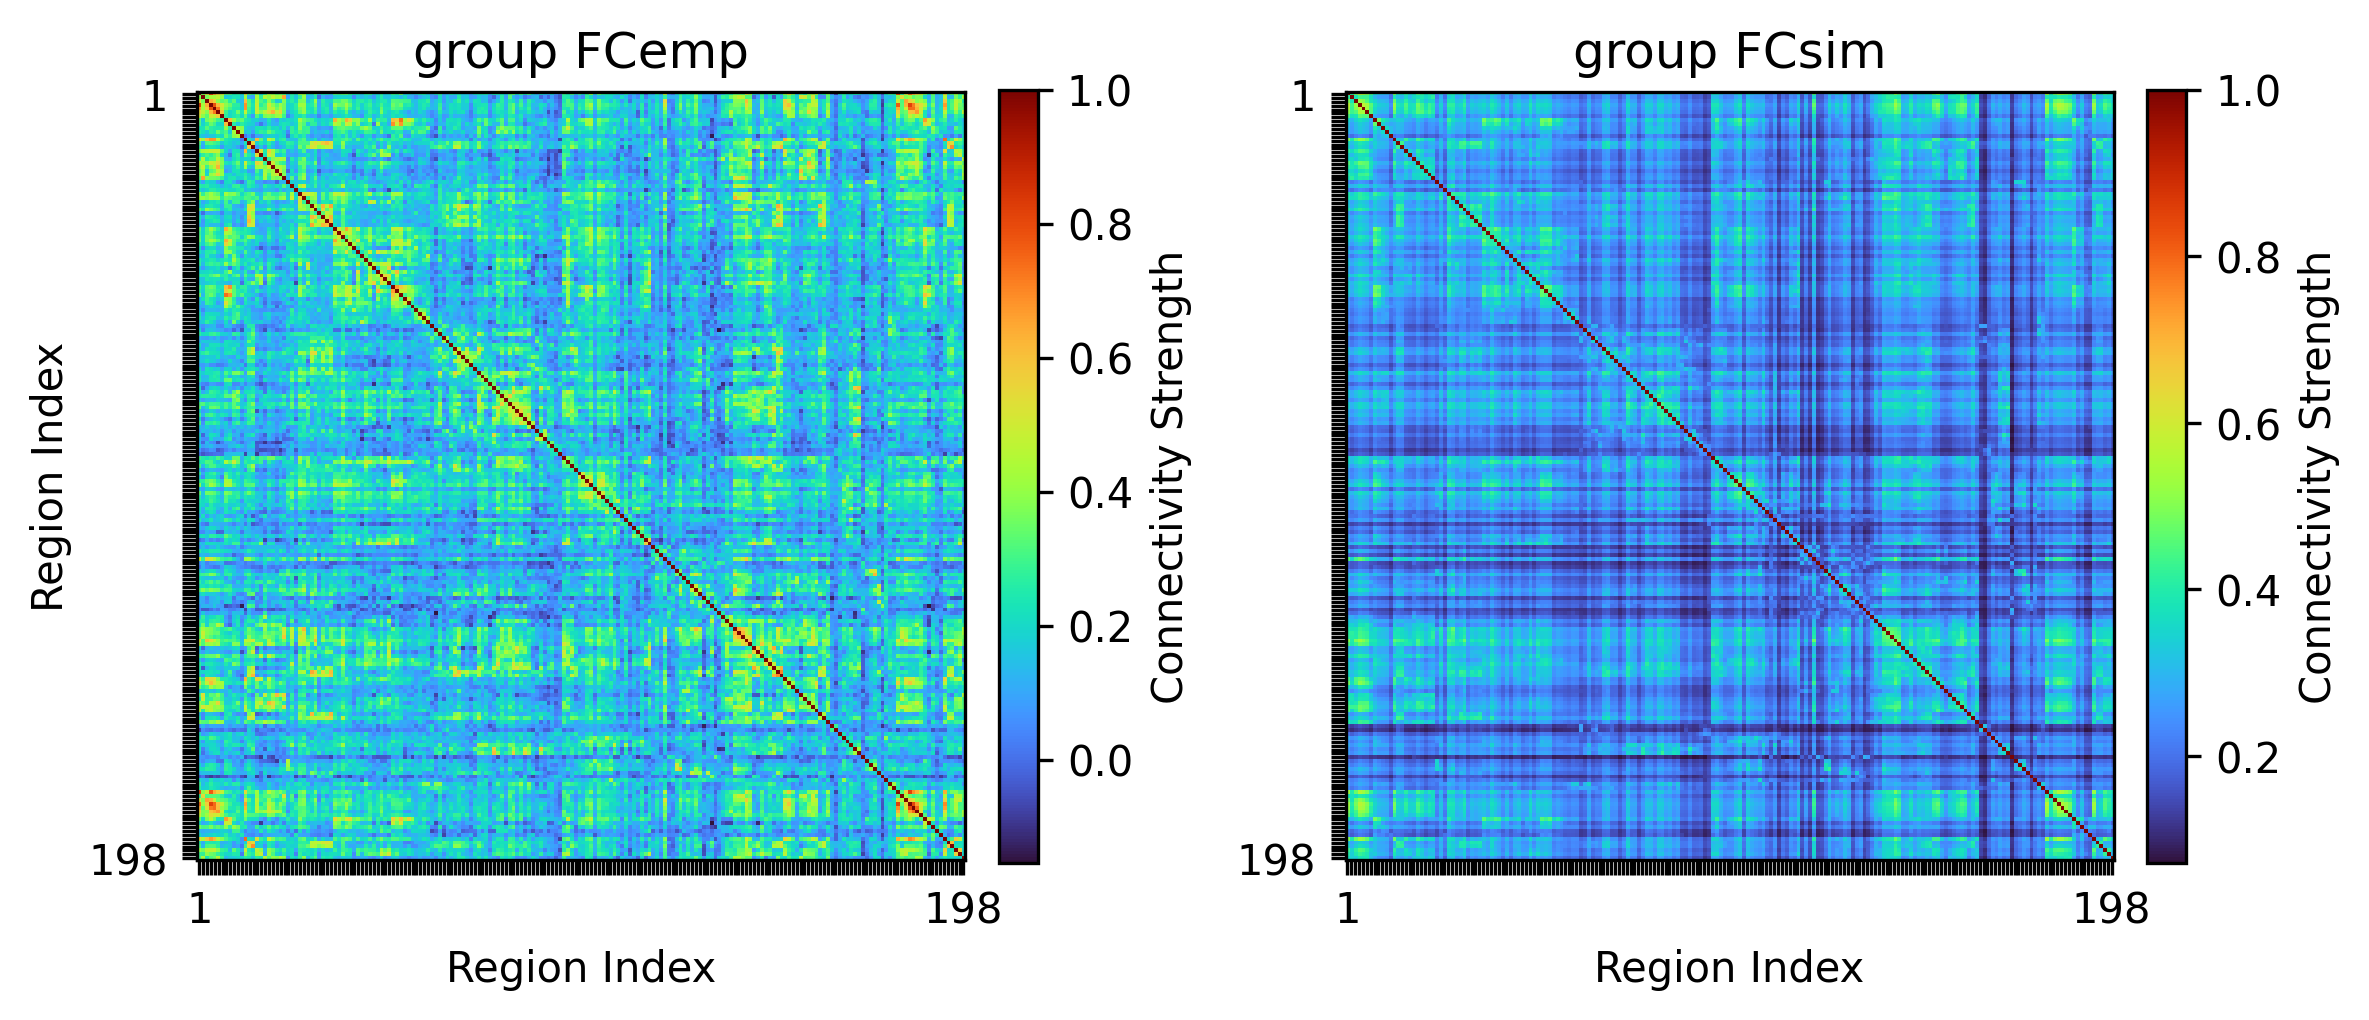 group FCemp
group FCsim
1
198
1
198
Region Index
Region Index
1.0
0.8
0.6
0.4
0.2
0.0
Connectivity Strength
1
198
1
198
Region Index
1.0
0.8
0.6
0.4
0.2
Connectivity Strength